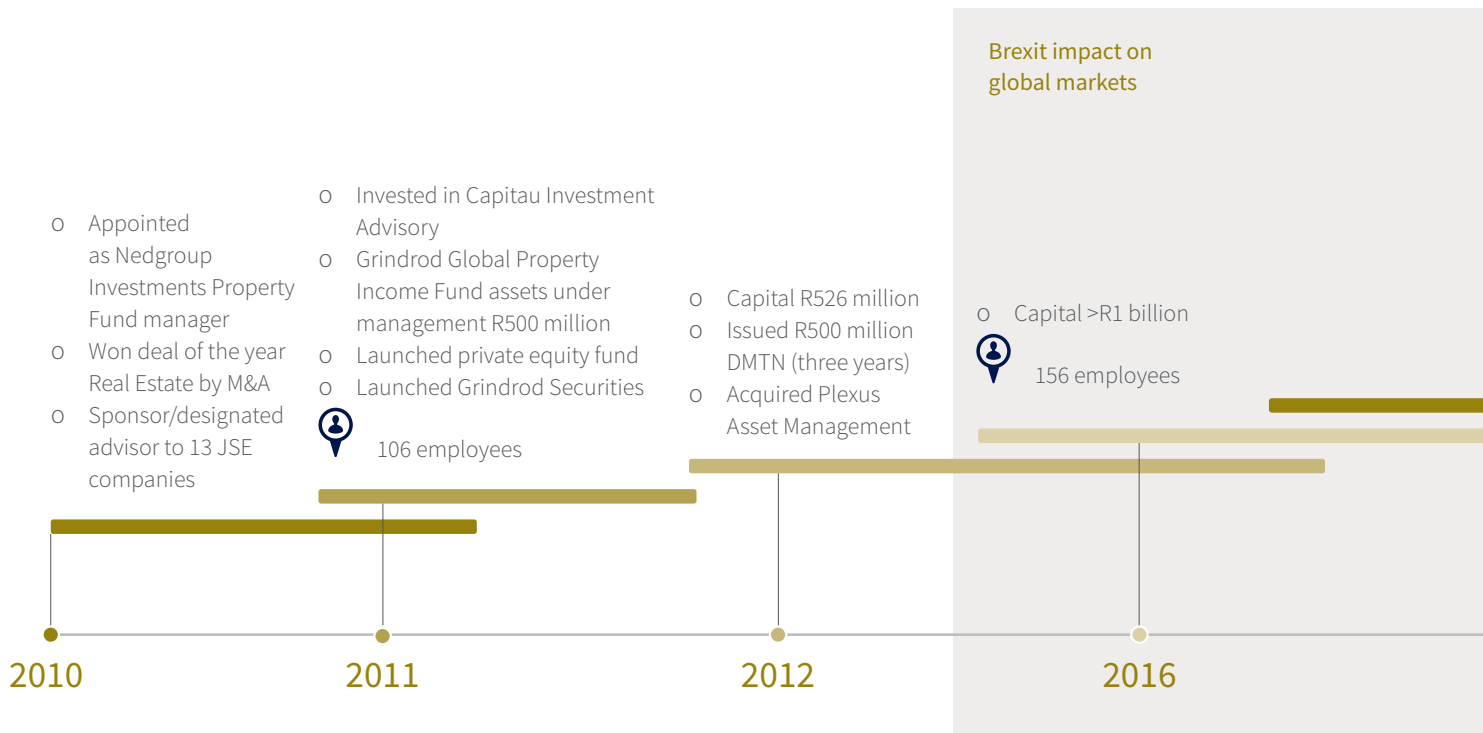 Brexit impact on
global markets
o Appointed
as Nedgroup
Investments Property
Fund manager
o Won deal of the year
Real Estate by M&A
o Sponsor/designated
advisor to 13 JSE
companies
o Invested in Capitau Investment
Advisory
o Grindrod Global Property
Income Fund assets under
management R500 million
o Launched private equity fund
o Launched Grindrod Securities
106 employees
o Capital R526 million
o Issued R500 million
DMTN (three years)
o Acquired Plexus
Asset Management
o Capital >R1 billion
156 employees
2010
2011
2012
2016